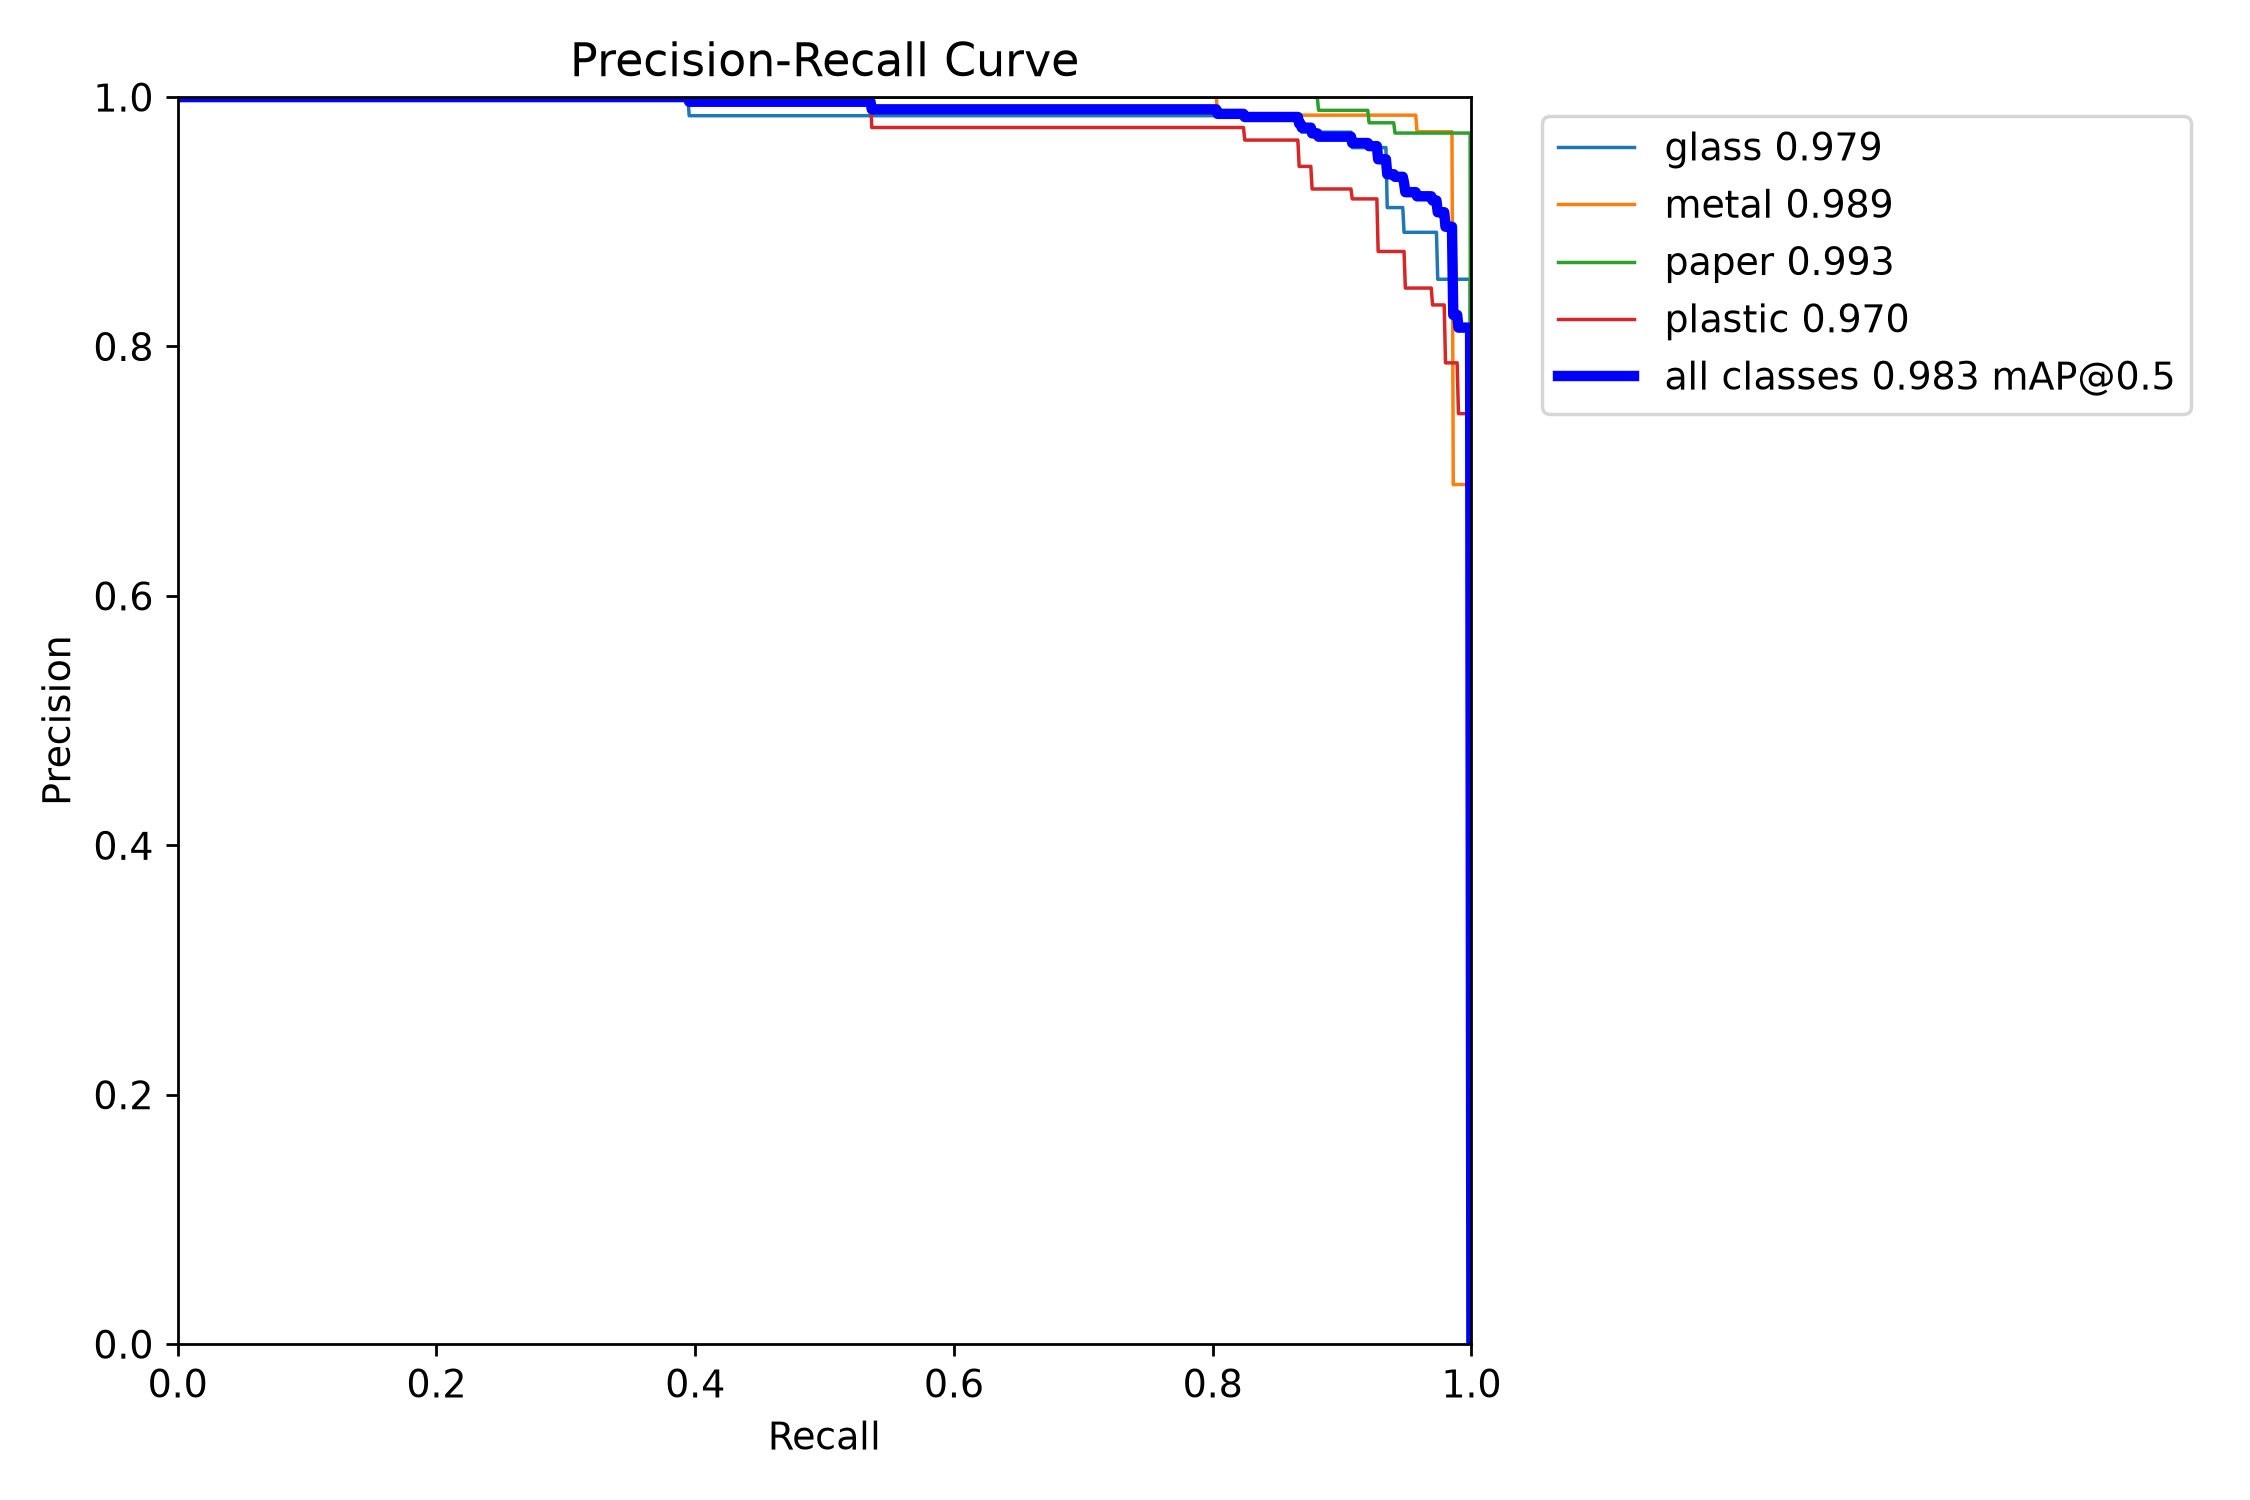 Precision-Recall Curve
1.0
0.8
0.6
0.4
0.2
0.0
Precision
0.0 0.2 0.4 0.6 0.8 1.0
Recall
glass 0.979
metal 0.989
paper 0.993
plastic 0.970
all classes 0.983 mAP@0.5